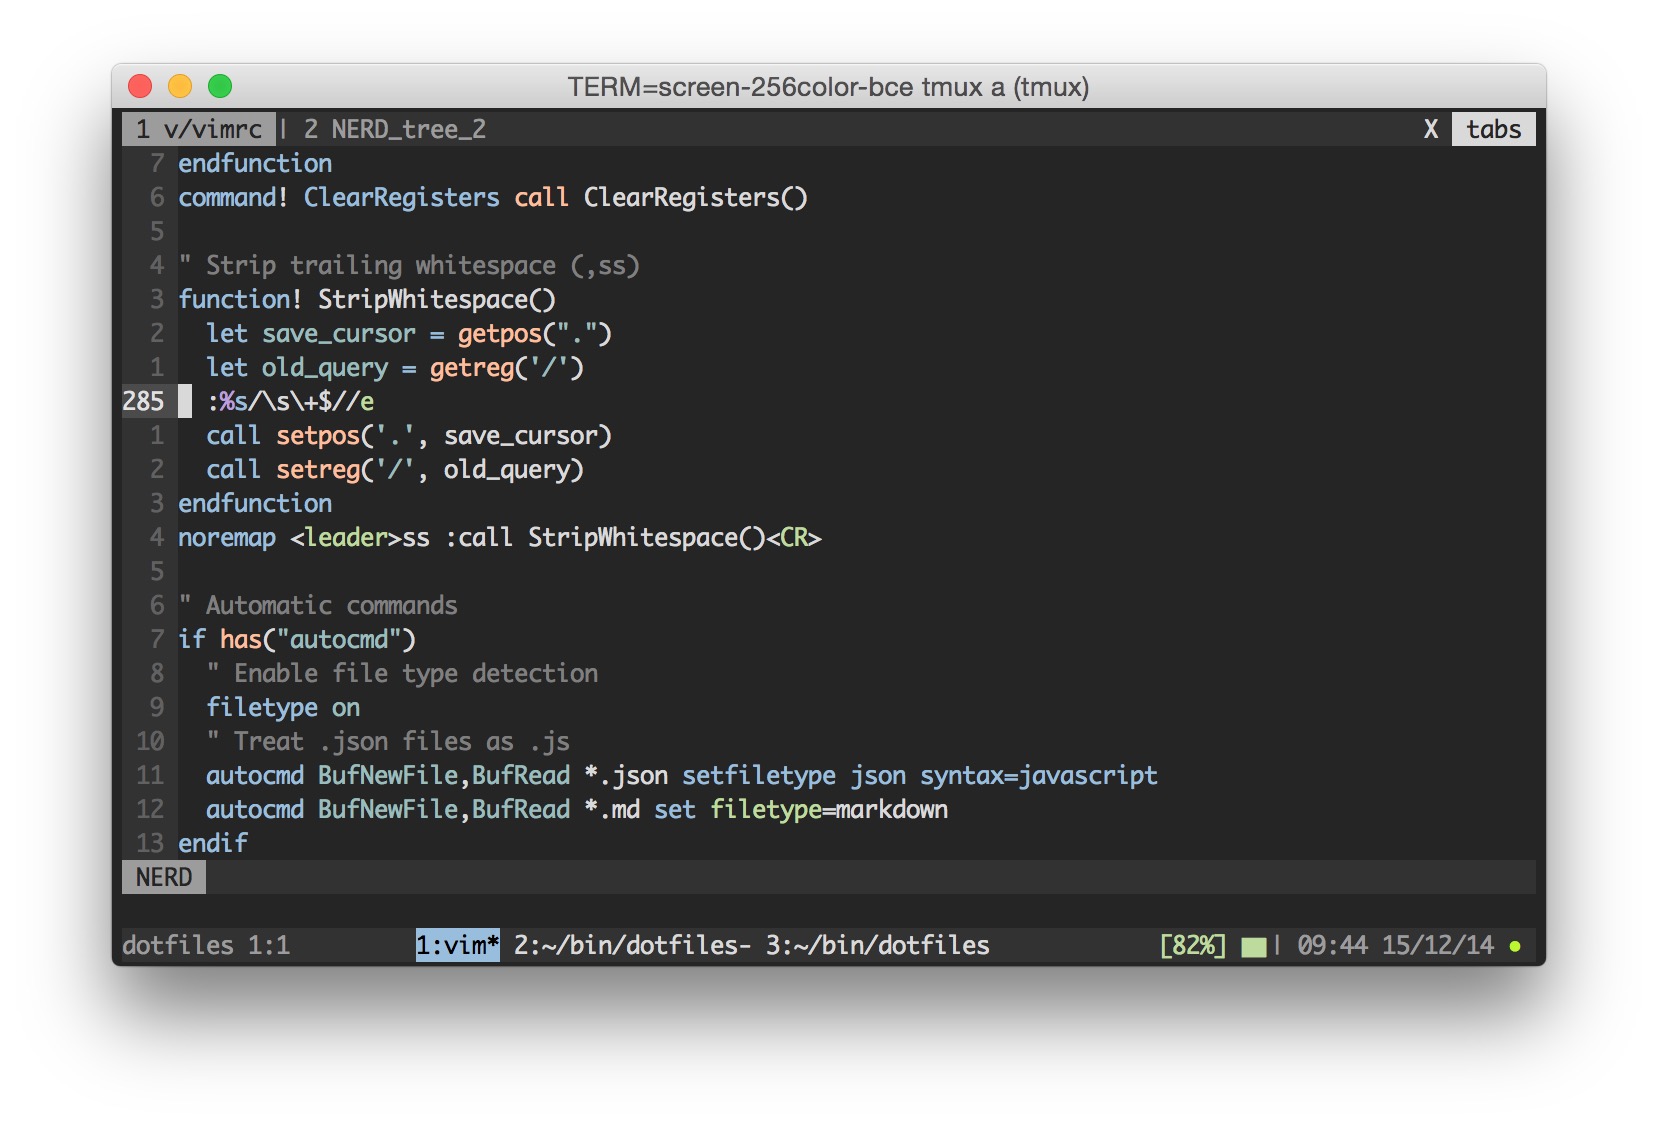 TERM=screen-256color-bce tmux a (tmux)
1 v/vimrc | 2 NERD_tree_2 X tabs
7 endfunction
6 command! ClearRegisters call ClearRegisters()
5
4 " Strip trailing whitespace (,ss)
3 function! StripWhitespace()
2   let save_cursor = getpos(".")
1   let old_query = getreg('/')
285   :%s/\s\+$//e
1   call setpos('.', save_cursor)
2   call setreg('/', old_query)
3 endfunction
4 noremap <leader>ss :call StripWhitespace()<CR>
5
6 " Automatic commands
7 if has("autocmd")
8   " Enable file type detection
9   filetype on
10   " Treat .json files as .js
11   autocmd BufNewFile,BufRead *.json setfiletype json syntax=javascript
12   autocmd BufNewFile,BufRead *.md set filetype=markdown
13 endif
NERD
dotfiles 1:1 1:vim* 2:~/bin/dotfiles- 3:~/bin/dotfiles [82%] | 09:44 15/12/14